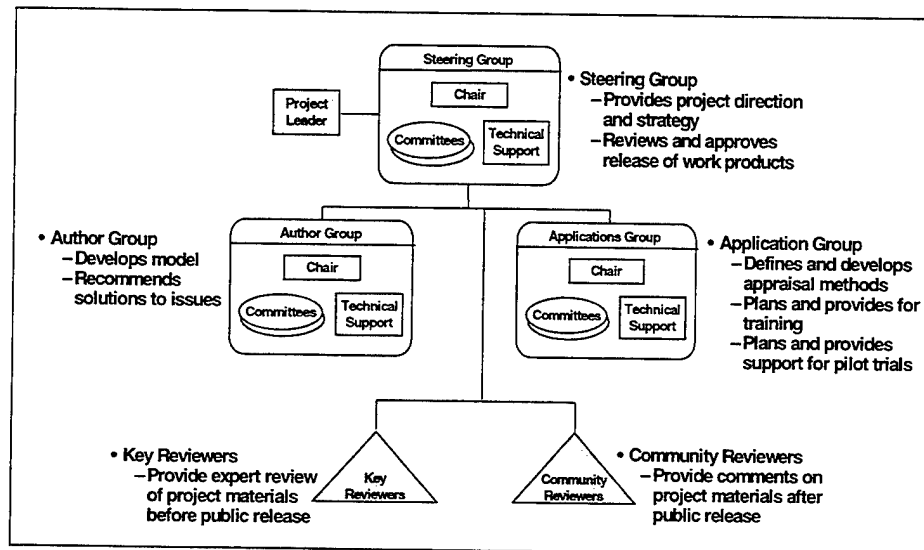 Steering Group
Chair
Project
Leader
Committees
Technical
Support
• Steering Group
–Provides project direction
and strategy
–Reviews and approves
release of work products
• Author Group
–Develops model
–Recommends
solutions to issues
Author Group
Chair
Committees
Technical
Support
Applications Group
Chair
Committees
Technical
Support
• Application Group
–Defines and develops
appraisal methods
–Plans and provides for
training
–Plans and provides
support for pilot trials
• Key Reviewers
–Provide expert review
of project materials
before public release
Key
Reviewers
Community
Reviewers
• Community Reviewers
–Provide comments on
project materials after
public release